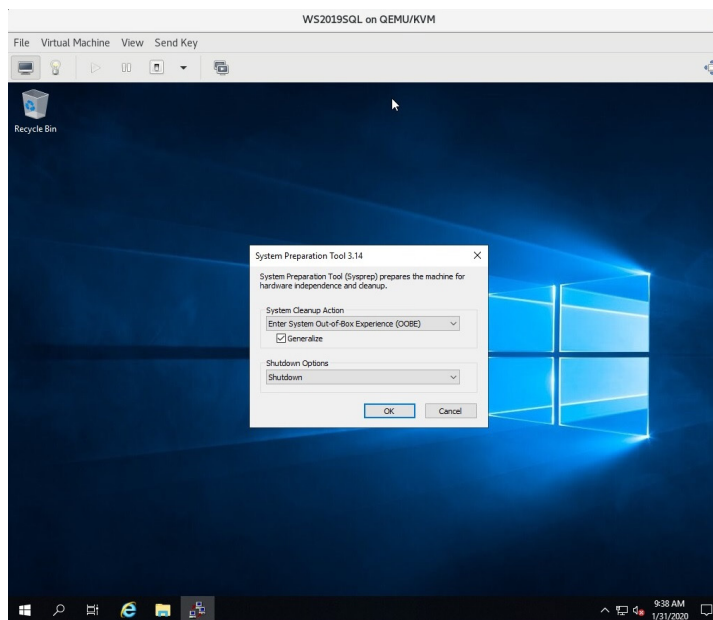 WS2019SQL on QEMU/KVM
File Virtual Machine View Send Key
Recycle Bin
System Preparation Tool 3.14
System Preparation Tool (Sysprep) prepares the machine for
hardware independence and cleanup.
System Cleanup Action
Enter System Out-of-Box Experience (OOBE)
Generalize
Shutdown Options
Shutdown
OK Cancel
9:38 AM
1/31/2020